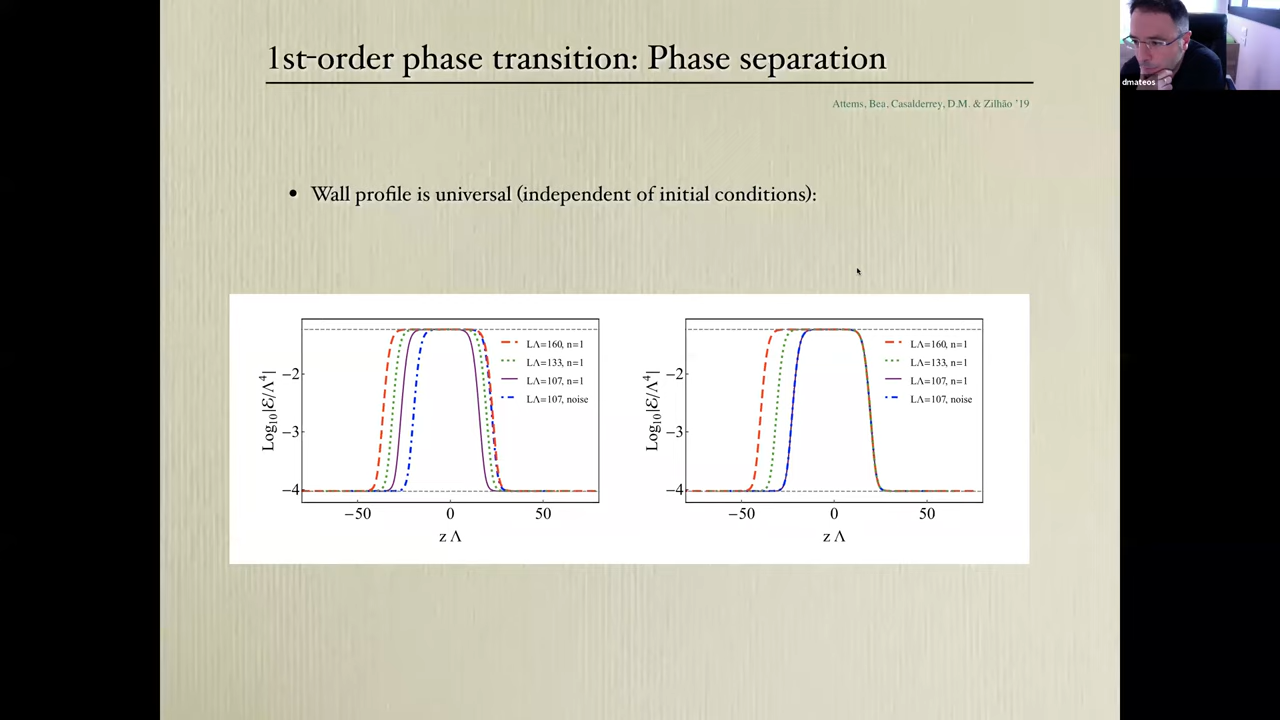 1st-order phase transition: Phase separation
dmateos
Attems, Bea, Casalderrey, D.M. & Zilhão '19
• Wall profile is universal (independent of initial conditions):
Log₁₀|ℰ/Λ⁴|
−2
−3
−4
LΛ=160, n=1
LΛ=133, n=1
LΛ=107, n=1
LΛ=107, noise
−50 0 50
z Λ
Log₁₀|ℰ/Λ⁴|
−2
−3
−4
LΛ=160, n=1
LΛ=133, n=1
LΛ=107, n=1
LΛ=107, noise
−50 0 50
z Λ